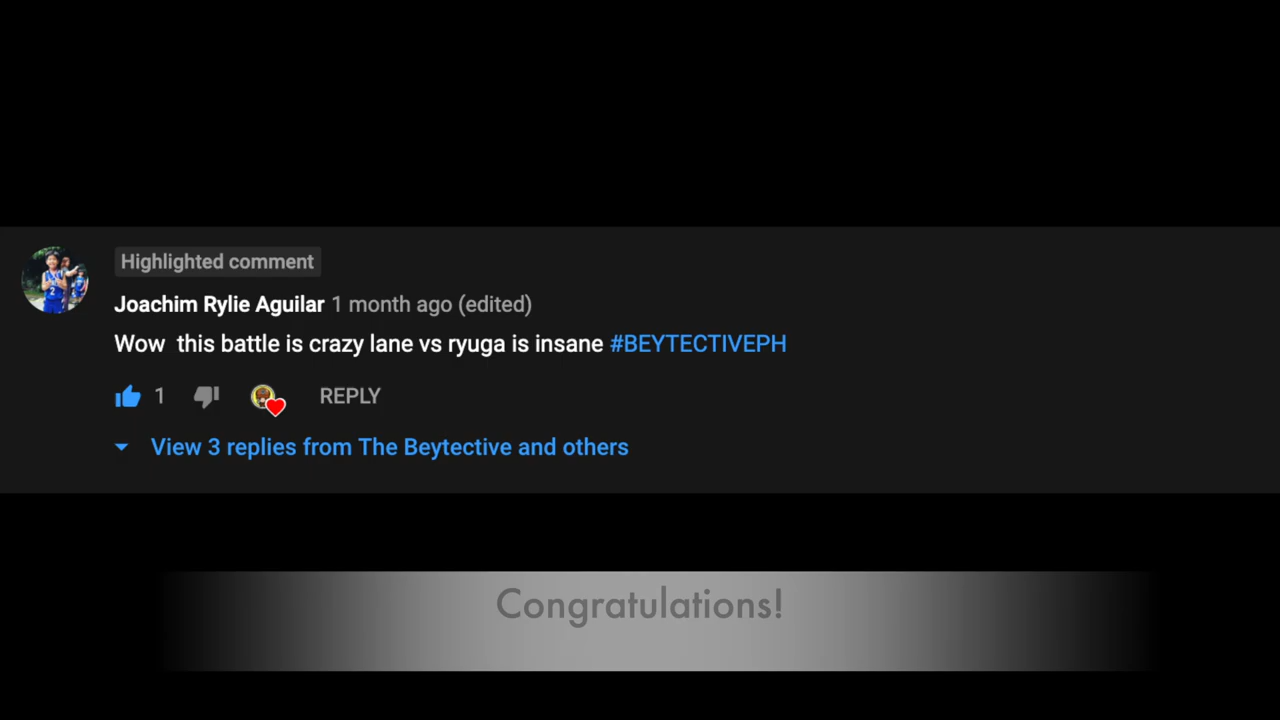 Highlighted comment
Joachim Rylie Aguilar 1 month ago (edited)
Wow  this battle is crazy lane vs ryuga is insane #BEYTECTIVEPH
1 REPLY
View 3 replies from The Beytective and others
Congratulations!